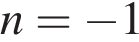 n = −1